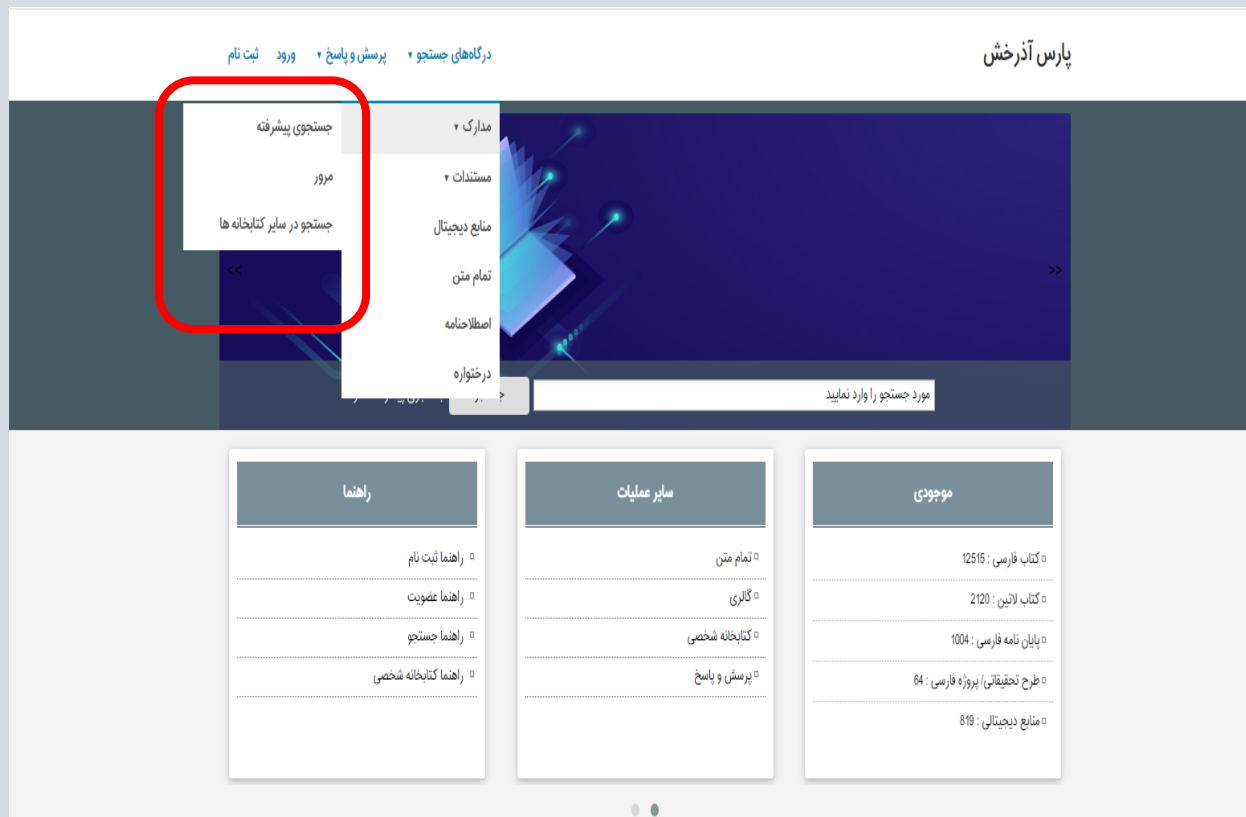 پارس آذرخش
درگاه‌های جستجو ▾ پرسش و پاسخ ▾ ورود ثبت نام
مدارک ▾
مستندات ▾
منابع دیجیتال
تمام متن
اصطلاحنامه
درختواره
جستجوی پیشرفته
مرور
جستجو در سایر کتابخانه ها
>>
<<
مورد جستجو را وارد نمایید
موجودی
کتاب فارسی : 12515
کتاب لاتین : 2120
پایان نامه فارسی : 1004
طرح تحقیقاتی/ پروژه فارسی : 64
منابع دیجیتالی : 819
سایر عملیات
تمام متن
گالری
کتابخانه شخصی
پرسش و پاسخ
راهنما
راهنما ثبت نام
راهنما عضویت
راهنما جستجو
راهنما کتابخانه شخصی